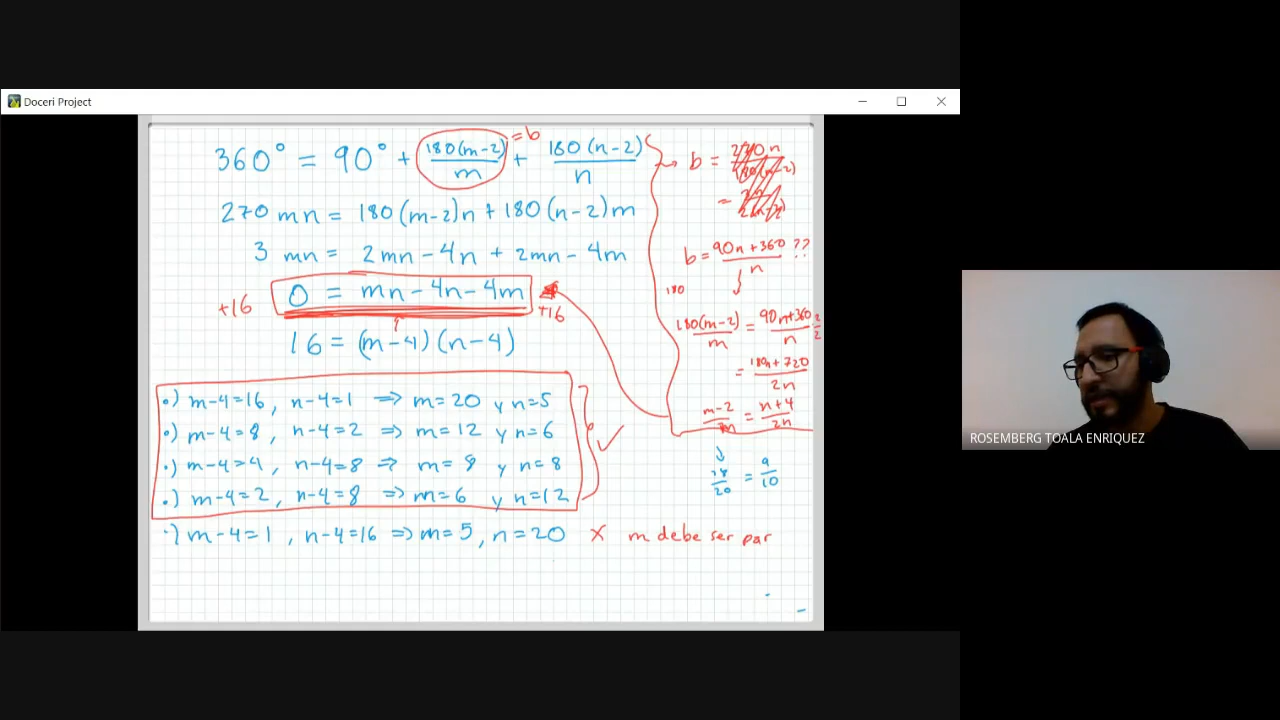 Doceri Project
360° = 90° + 180(m-2)/m + 180(n-2)/n
= b
270 mn = 180(m-2)n + 180(n-2)m
3 mn = 2mn - 4n + 2mn - 4m
+16 0 = mn - 4n - 4m +16
16 = (m-4)(n-4)
•) m-4=16, n-4=1 ⇒ m=20 y n=5
•) m-4=8, n-4=2 ⇒ m=12 y n=6
•) m-4=4, n-4=8 ⇒ m=8 y n=8
•) m-4=2, n-4=8 ⇒ m=6 y n=12
•) m-4=1, n-4=16 ⇒ m=5, n=20 X m debe ser par
b =
=
b = 90n+360/n ??
180
180(m-2)/m = 90n+360/n 2/2
= 180n+720/2n
m-2/m = n+4/2n
18/20 = 9/10
ROSEMBERG TOALA ENRIQUEZ